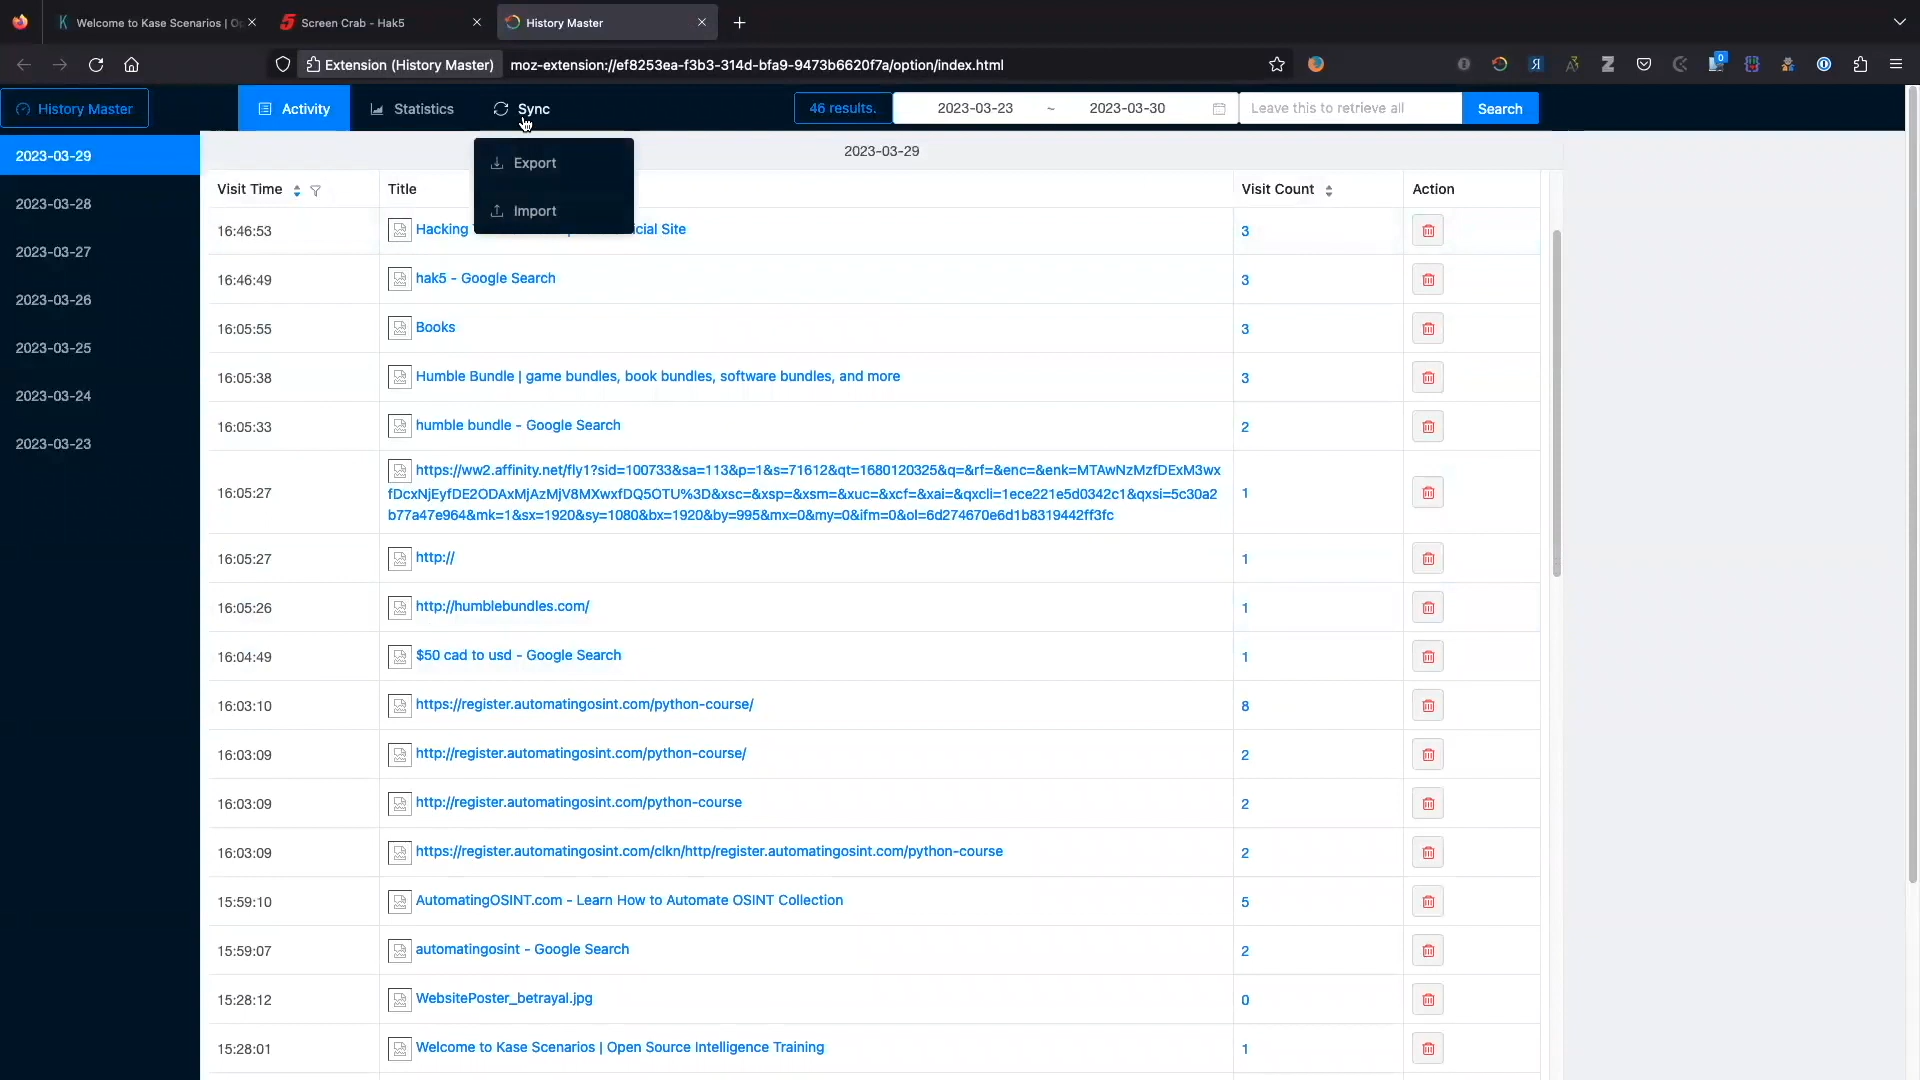 Welcome to Kase Scenarios | O
Screen Crab - Hak5
History Master
Extension (History Master)
moz-extension://ef8253ea-f3b3-314d-bfa9-9473b6620f7a/option/index.html
0
History Master
Activity
Statistics
Sync
46 results.
2023-03-23 ~ 2023-03-30
Leave this to retrieve all
Search
Export
Import
2023-03-29
2023-03-28
2023-03-27
2023-03-26
2023-03-25
2023-03-24
2023-03-23
2023-03-29
Visit Time Title Visit Count Action
16:46:53 Hacking icial Site 3
16:46:49 hak5 - Google Search 3
16:05:55 Books 3
16:05:38 Humble Bundle | game bundles, book bundles, software bundles, and more 3
16:05:33 humble bundle - Google Search 2
https://ww2.affinity.net/fly1?sid=100733&sa=113&p=1&s=71612&qt=1680120325&q=&rf=&enc=&enk=MTAwNzMzfDExM3wx
16:05:27 fDcxNjEyfDE2ODAxMjAzMjV8MXwxfDQ5OTU%3D&xsc=&xsp=&xsm=&xuc=&xcf=&xai=&qxcli=1ece221e5d0342c1&qxsi=5c30a2 1
b77a47e964&mk=1&sx=1920&sy=1080&bx=1920&by=995&mx=0&my=0&ifm=0&ol=6d274670e6d1b8319442ff3fc
16:05:27 http:// 1
16:05:26 http://humblebundles.com/ 1
16:04:49 $50 cad to usd - Google Search 1
16:03:10 https://register.automatingosint.com/python-course/ 8
16:03:09 http://register.automatingosint.com/python-course/ 2
16:03:09 http://register.automatingosint.com/python-course 2
16:03:09 https://register.automatingosint.com/clkn/http/register.automatingosint.com/python-course 2
15:59:10 AutomatingOSINT.com - Learn How to Automate OSINT Collection 5
15:59:07 automatingosint - Google Search 2
15:28:12 WebsitePoster_betrayal.jpg 0
15:28:01 Welcome to Kase Scenarios | Open Source Intelligence Training 1